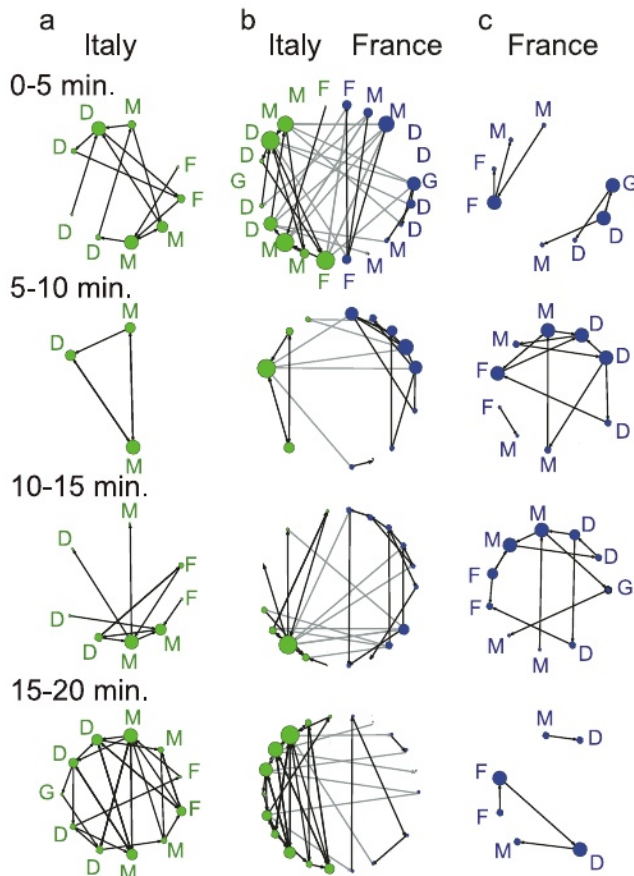 a b c
Italy Italy France France
0-5 min.
D M D F D F M D M
M M F F M M D D D G D D G D D M D M M F F M
M M F F G D D M
5-10 min.
M D M
M D M D F D F M M
10-15 min.
M D F F D M M
M D M D F G F M M D
15-20 min.
M D M D F G F D M D M
M D F F M D